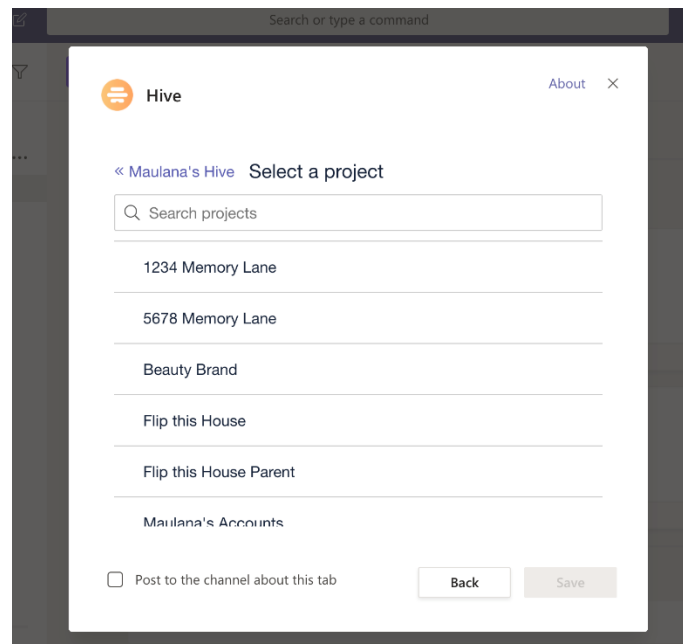 Search or type a command
Hive
About
« Maulana's Hive Select a project
Search projects
1234 Memory Lane
5678 Memory Lane
Beauty Brand
Flip this House
Flip this House Parent
Maulana's Accounts
Post to the channel about this tab
Back
Save